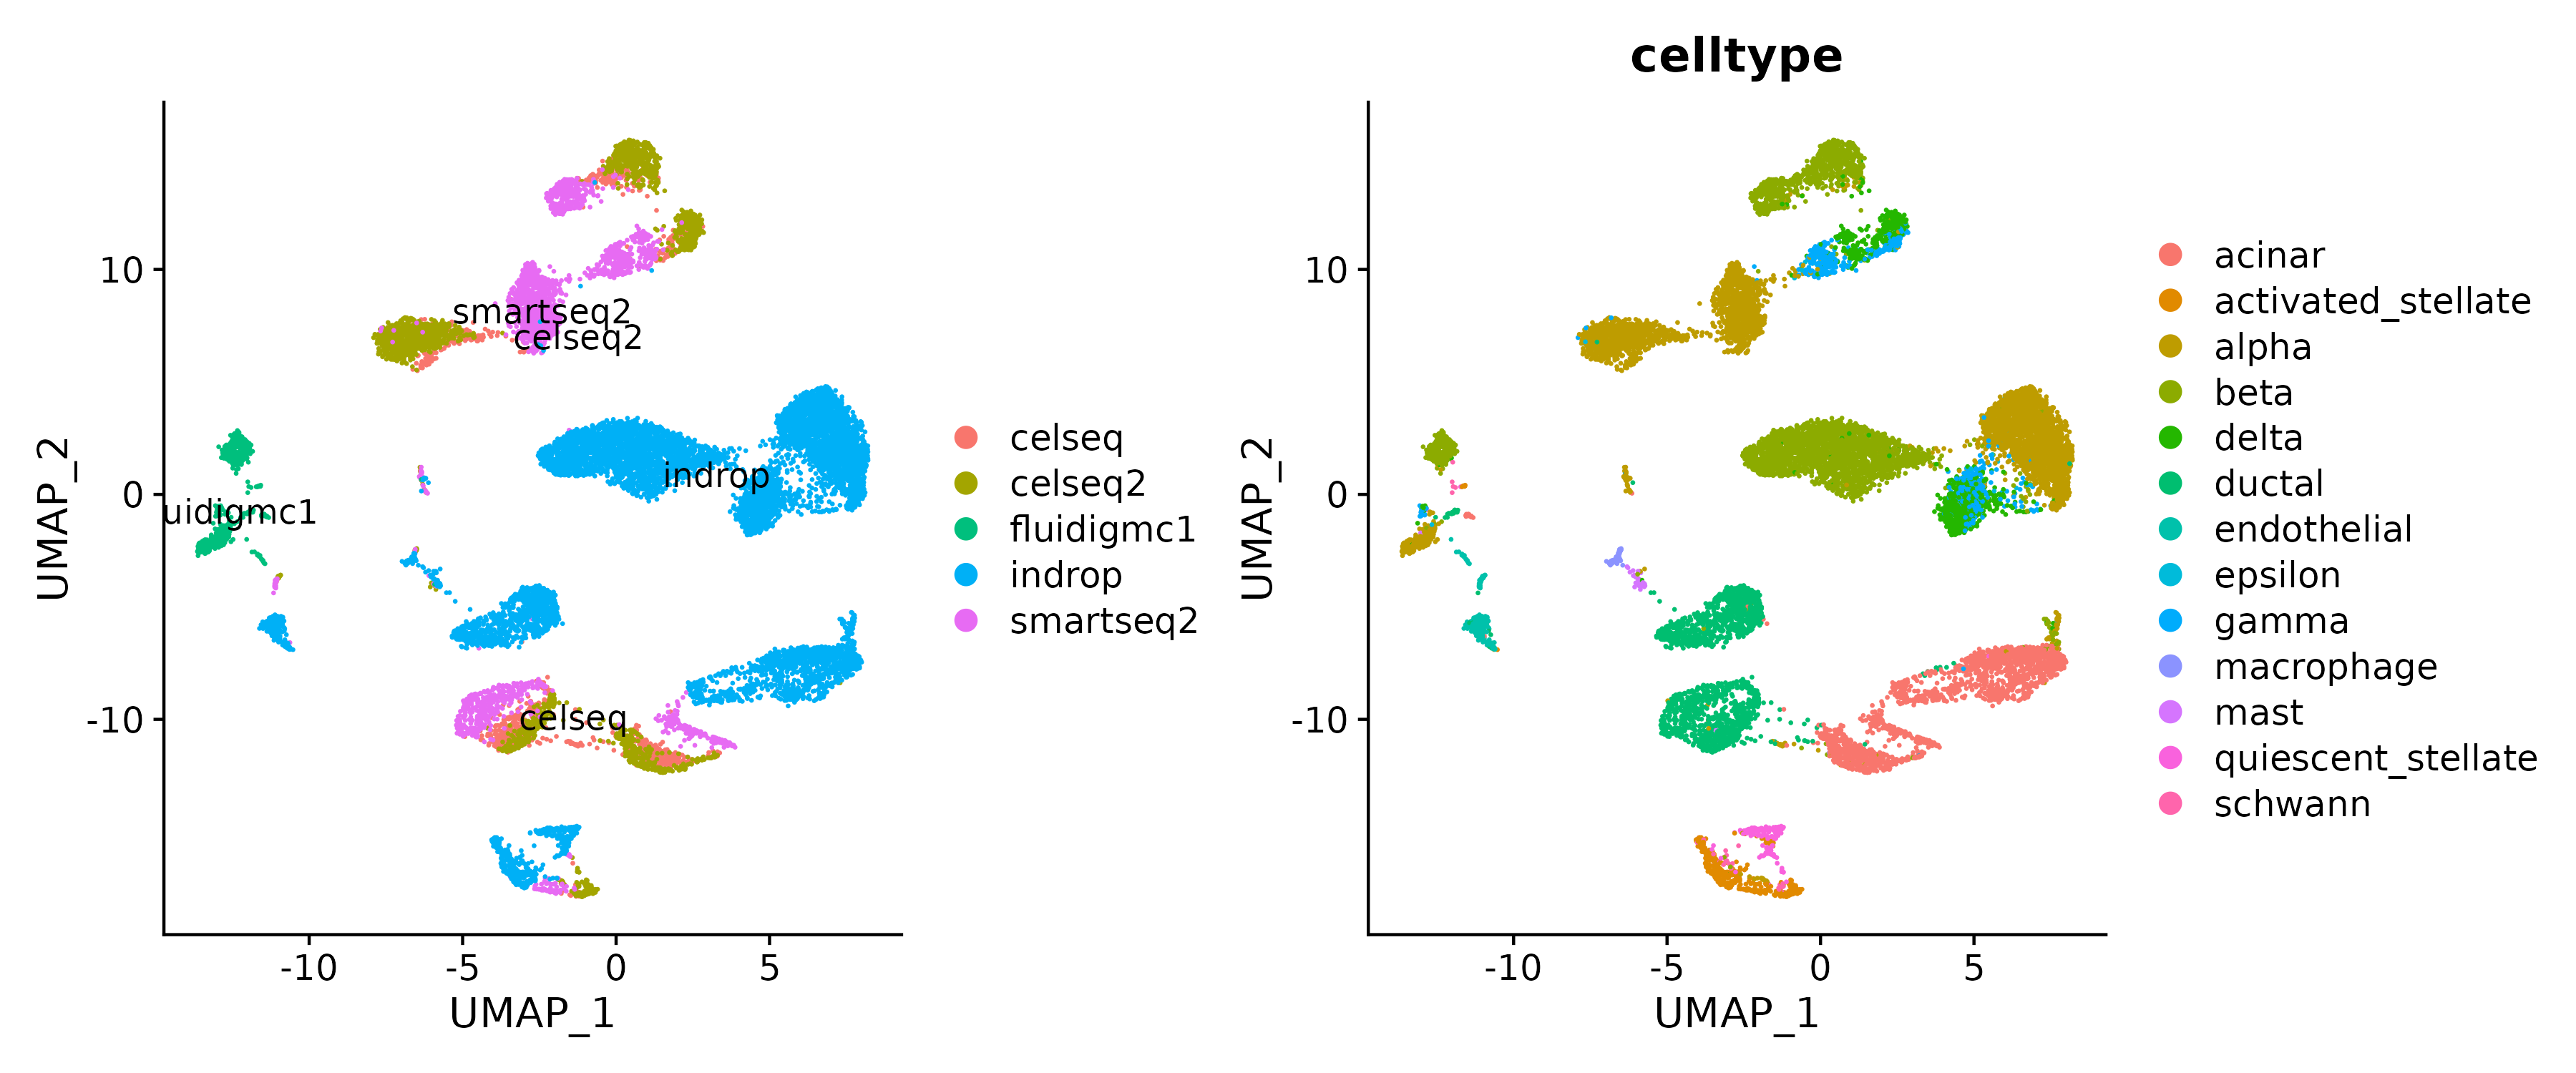 celltype
UMAP_2
10
0
-10
-10
-5
0
5
UMAP_1
smartseq2
celseq2
indrop
uidigmc1
celseq
celseq
celseq2
fluidigmc1
indrop
smartseq2
UMAP_2
10
0
-10
-10
-5
0
5
UMAP_1
acinar
activated_stellate
alpha
beta
delta
ductal
endothelial
epsilon
gamma
macrophage
mast
quiescent_stellate
schwann